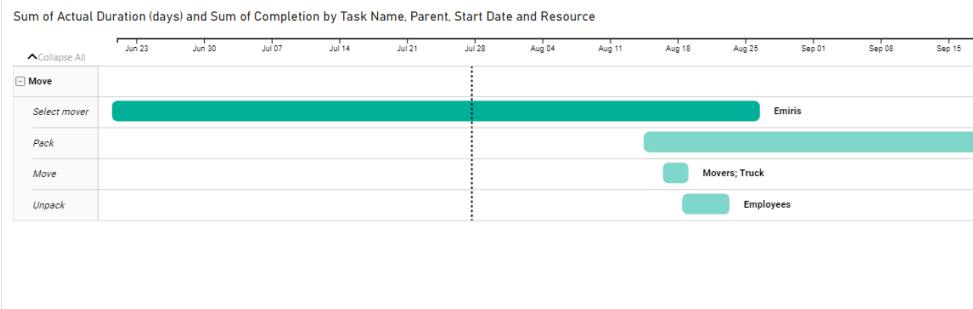 Sum of Actual Duration (days) and Sum of Completion by Task Name, Parent, Start Date and Resource
Jun 23 Jun 30 Jul 07 Jul 14 Jul 21 Jul 28 Aug 04 Aug 11 Aug 18 Aug 25 Sep 01 Sep 08 Sep 15
Collapse All
Move
Select mover Emiris
Pack
Move Movers; Truck
Unpack Employees